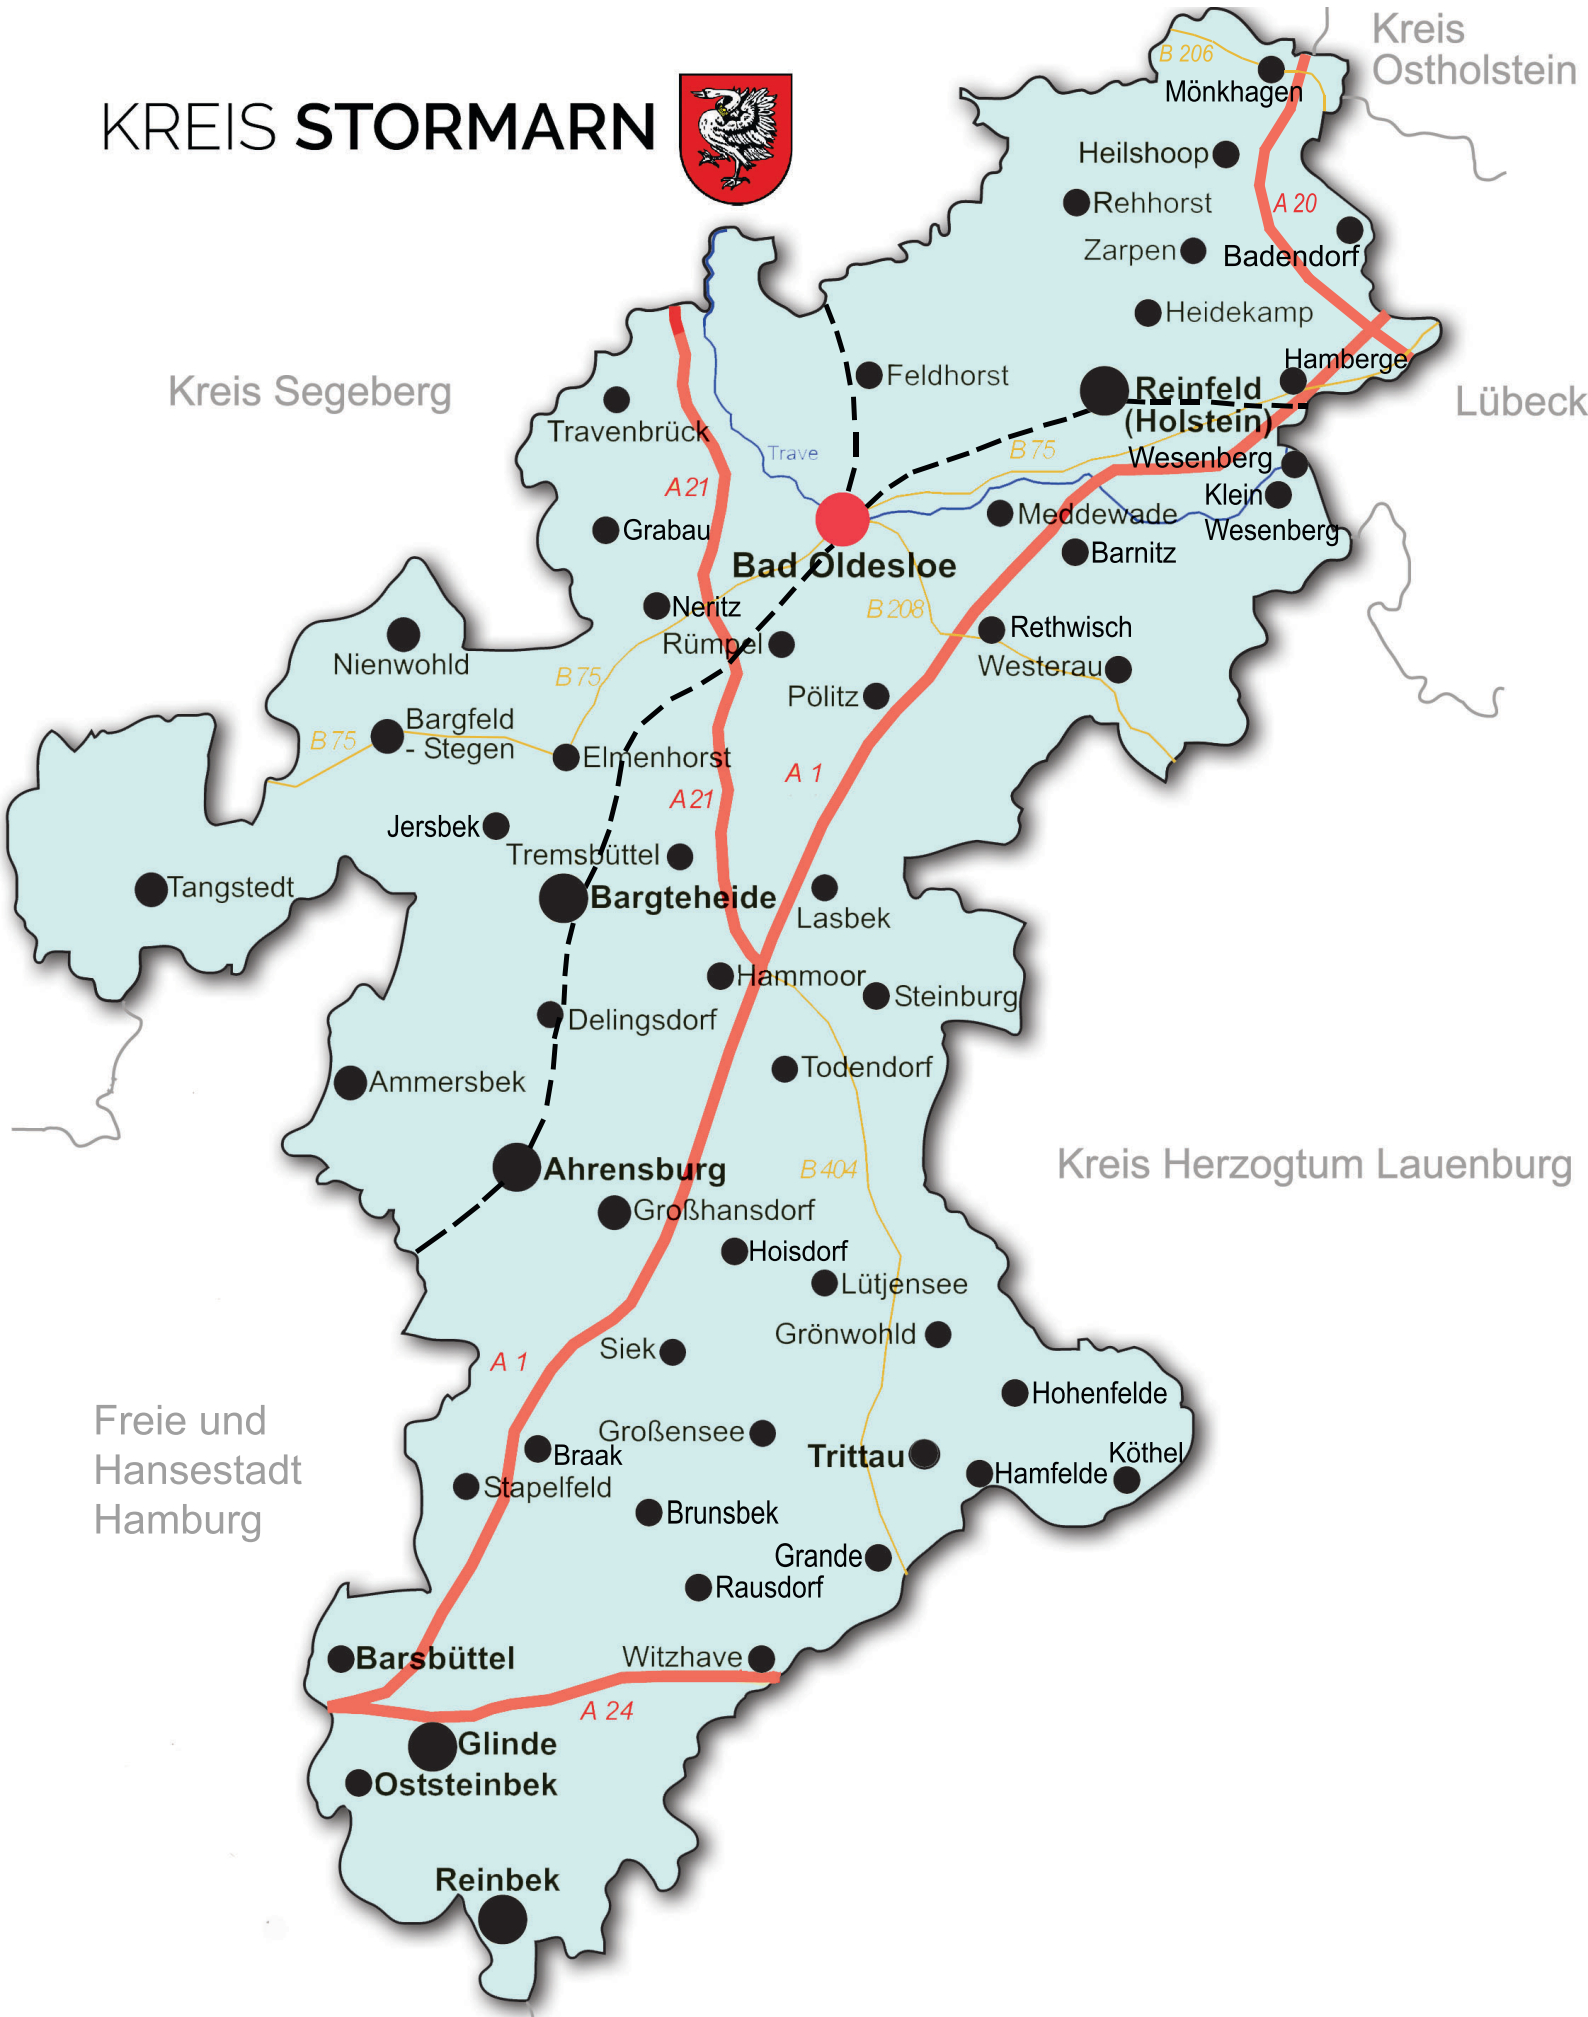 Kreis
Ostholstein
B 206
Mönkhagen
KREIS STORMARN
Heilshoop
Rehhorst
A 20
Zarpen
Badendorf
Heidekamp
Hamberge
Feldhorst
Reinfeld
(Holstein)
Kreis Segeberg
Lübeck
Travenbrück
Trave
B 75
Wesenberg
A 21
Klein
Wesenberg
Meddewade
Grabau
Barnitz
Bad Oldesloe
Neritz
B 208
Rethwisch
Rümpel
Nienwohld
Westerau
B 75
Pölitz
Bargfeld
- Stegen
B 75
Elmenhorst
A 1
A 21
Jersbek
Tremsbüttel
Tangstedt
Bargteheide
Lasbek
Hammoor
Steinburg
Delingsdorf
Todendorf
Ammersbek
Ahrensburg
B 404
Kreis Herzogtum Lauenburg
Großhansdorf
Hoisdorf
Lütjensee
Grönwohld
Siek
A 1
Hohenfelde
Freie und
Hansestadt
Hamburg
Großensee
Braak
Trittau
Köthel
Hamfelde
Stapelfeld
Brunsbek
Grande
Rausdorf
Barsbüttel
Witzhave
A 24
Glinde
Oststeinbek
Reinbek